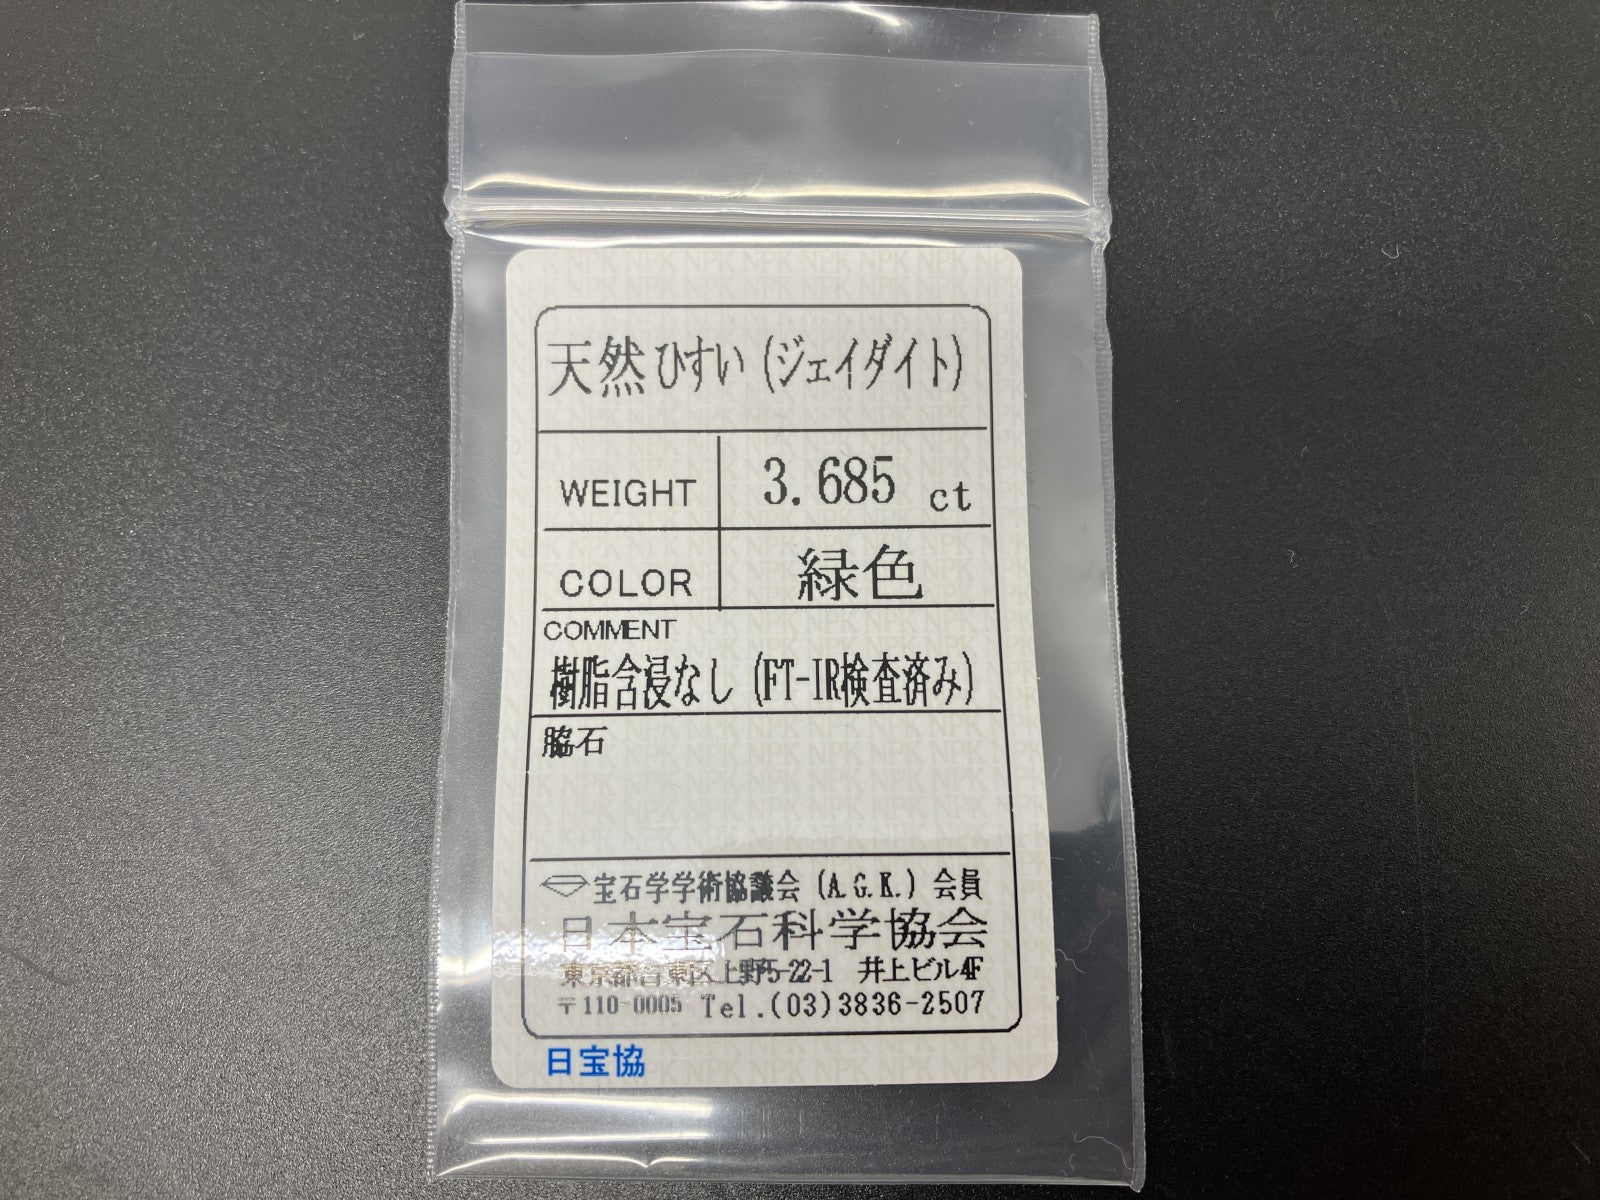 天然ひすい(ジェイダイト)
WEIGHT 3.685 ct
COLOR 緑色
COMMENT
樹脂含浸なし(FT-IR検査済み)
脇石
宝石学学術協議会(A.G.K.)会員
日本宝石科学協会
東京都台東区上野5-22-1 井上ビル4F
〒110-0005 Tel.(03)3836-2507
日宝協